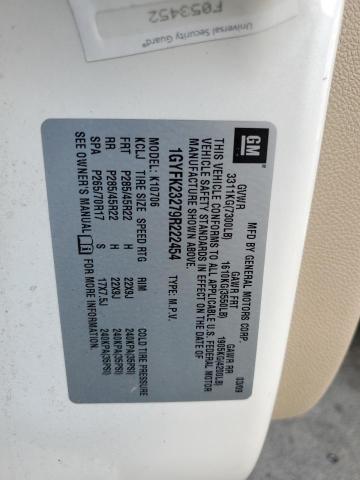 F053452
Universal Security Guard®
GM
MFD BY GENERAL MOTORS CORP. 03/09
GVWR GAWR FRT GAWR RR
3311KG(7300LB) 1610KG(3550LB) 1905KG(4200LB)
THIS VEHICLE CONFORMS TO ALL APPLICABLE U.S. FEDERAL MOTOR
VEHICLE SAFETY STANDARDS IN EFFECT ON THE DATE OF
MANUFACTURE SHOWN ABOVE.
1GYFK23279R222454 TYPE: M.P.V.
K10706
KCLJ TIRE SIZE SPEED RTG RIM COLD TIRE PRESSURE
FRT P285/45R22 H 22X9J 240KPA(35PSI)
RR P285/45R22 H 22X9J 240KPA(35PSI)
SPA P265/70R17 S 17X7.5J 240KPA(35PSI)
SEE OWNER'S MANUAL FOR MORE INFORMATION.